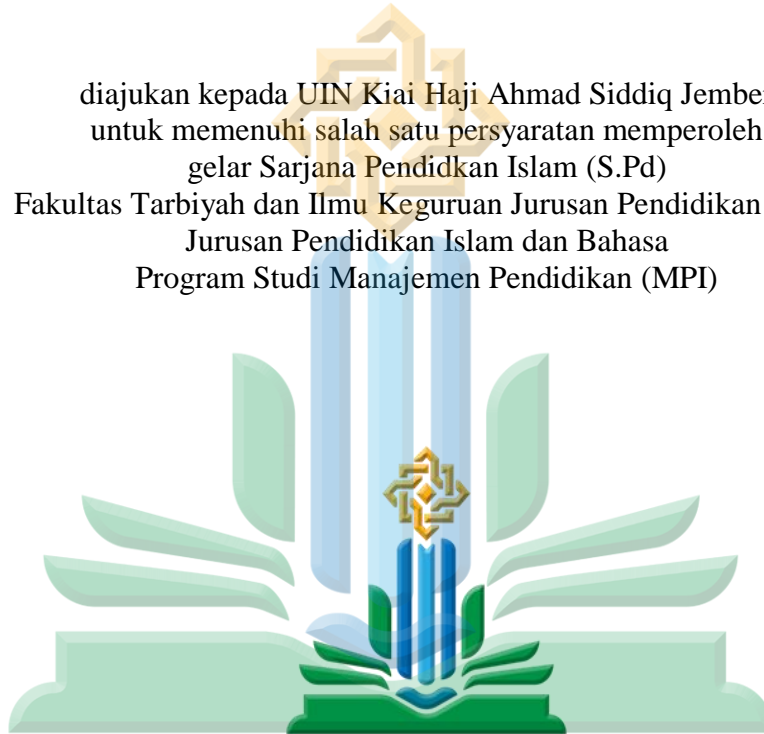 diajukan kepada UIN Kiai Haji Ahmad Siddiq Jembe
untuk memenuhi salah satu persyaratan memperoleh
gelar Sarjana Pendidkan Islam (S.Pd)
Fakultas Tarbiyah dan Ilmu Keguruan Jurusan Pendidikan
Jurusan Pendidikan Islam dan Bahasa
Program Studi Manajemen Pendidikan (MPI)